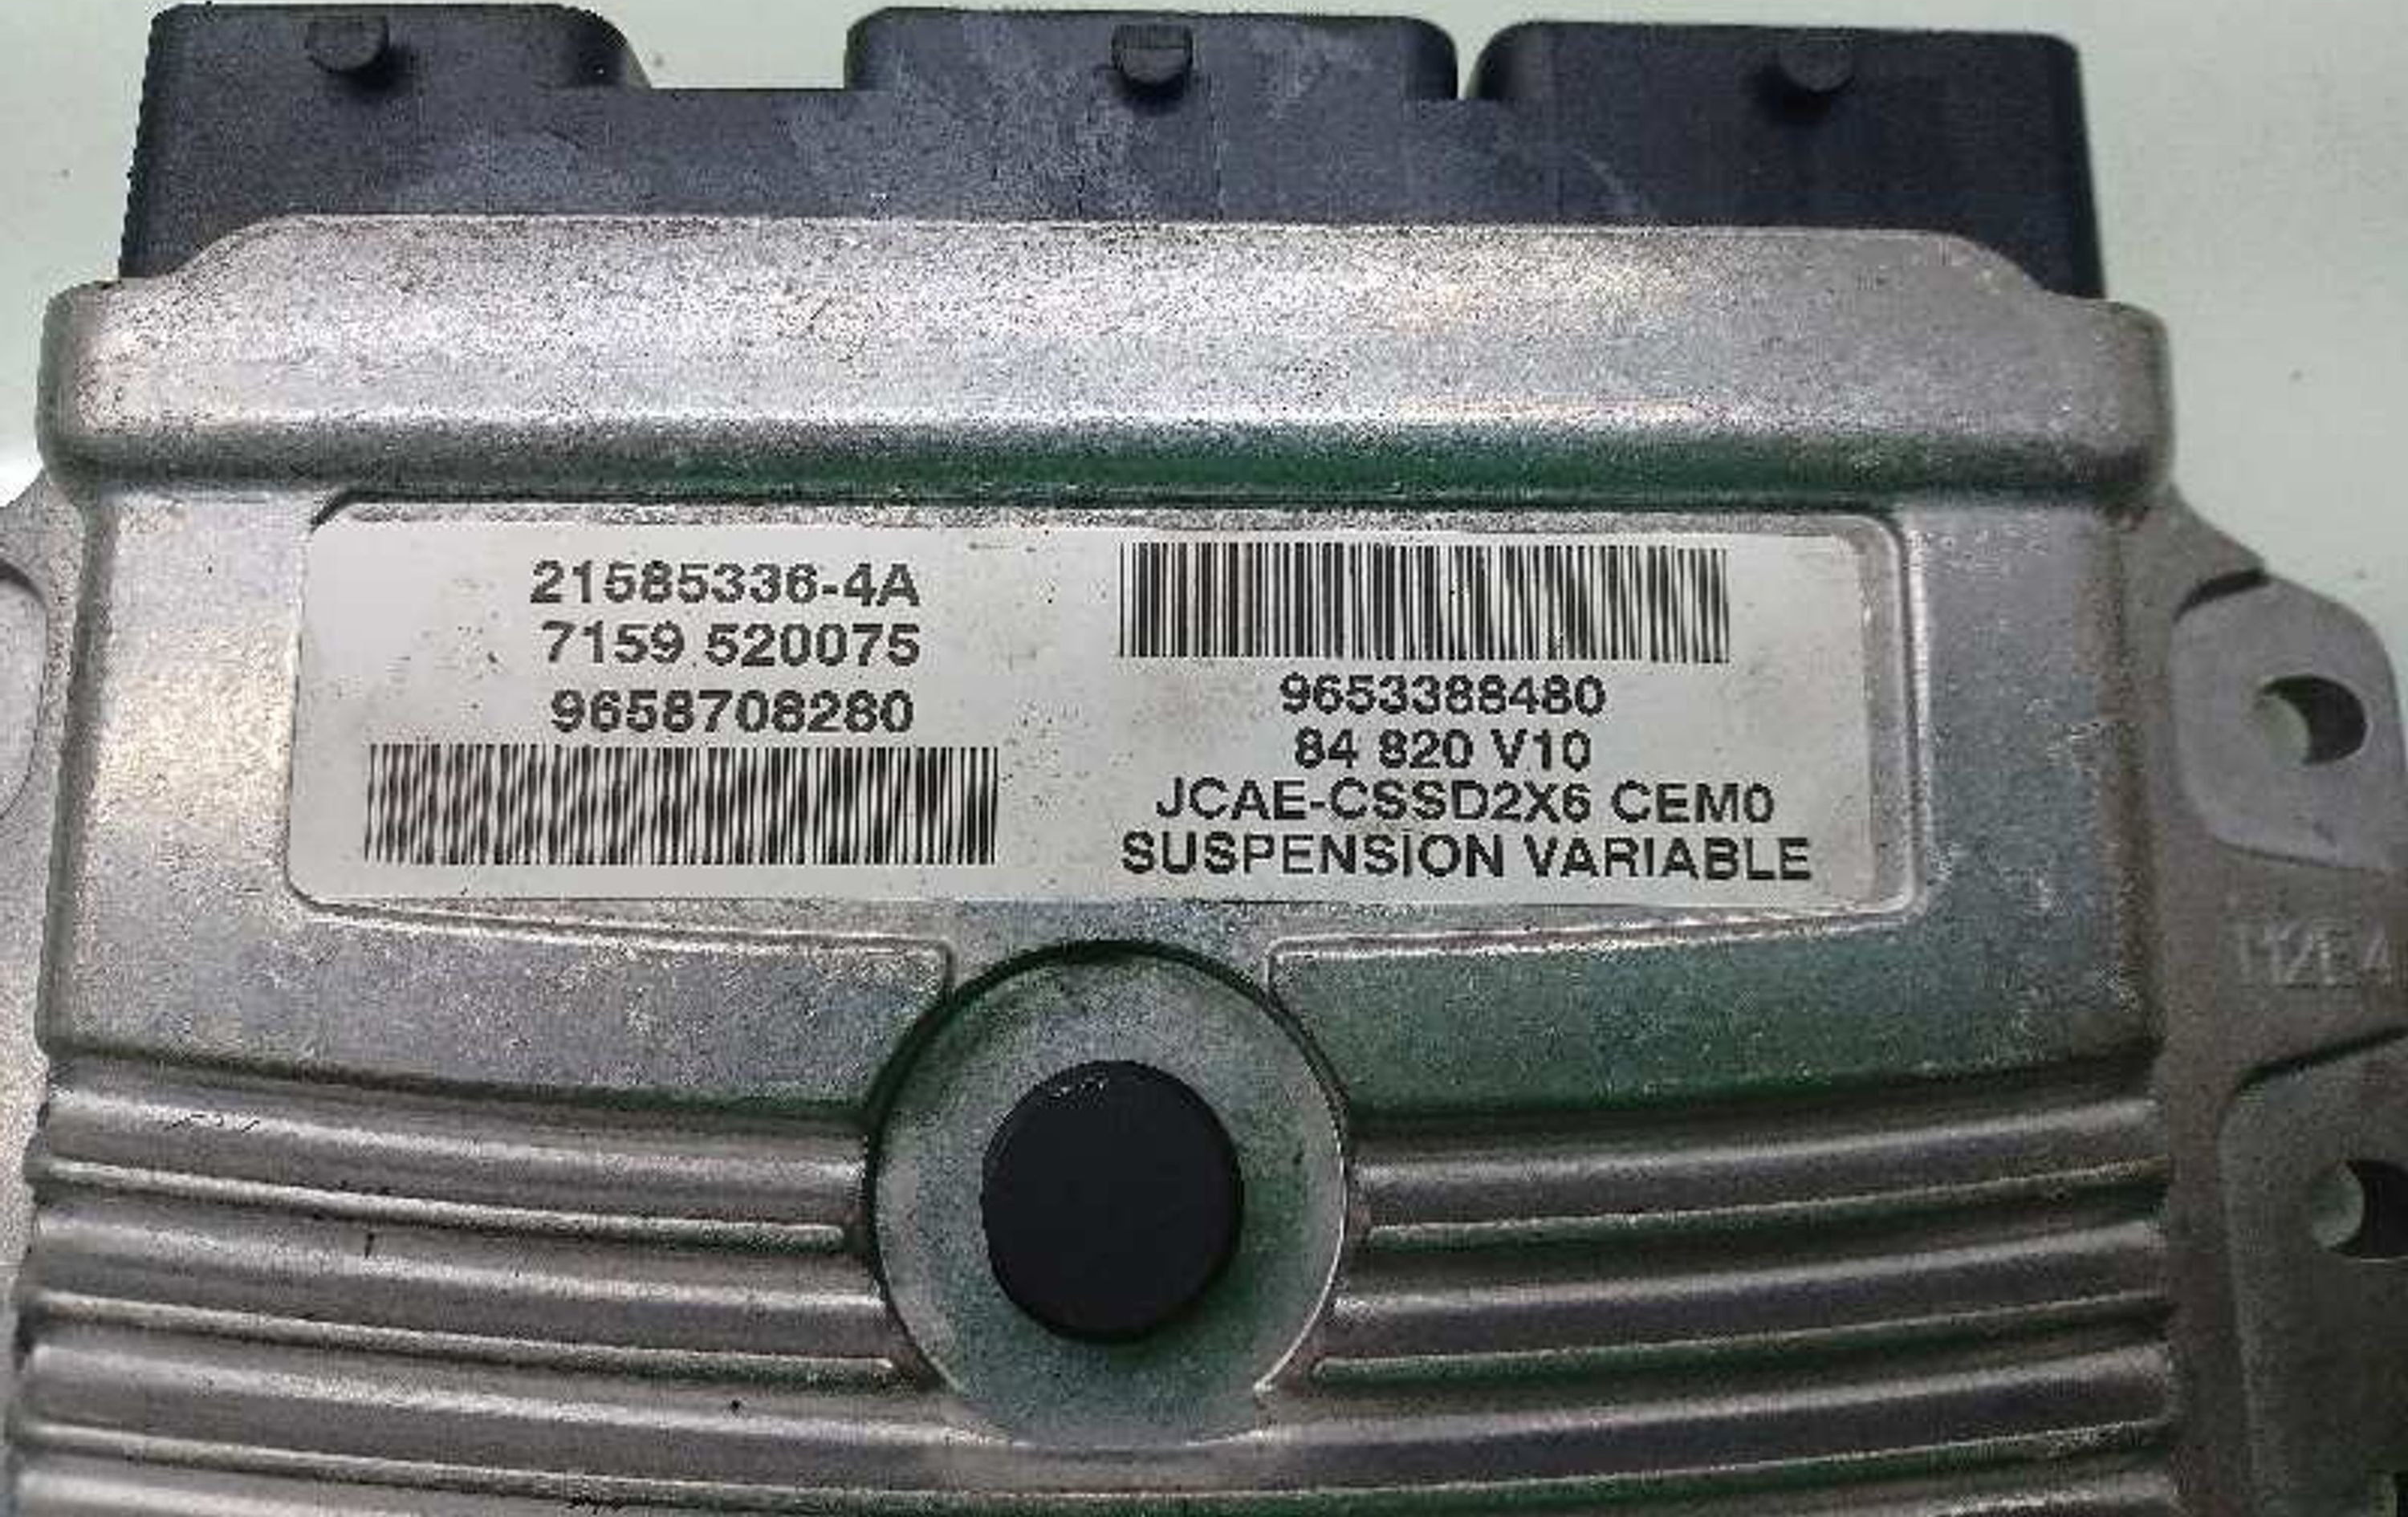 21585336-4A
7159 520075
9658708280
9653388480
84 820 V10
JCAE-CSSD2X6 CEM0
SUSPENSION VARIABLE